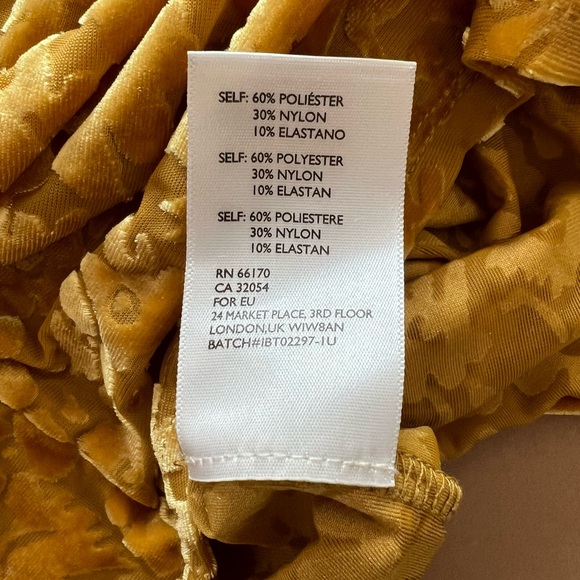 SELF: 60% POLIÉSTER
30% NYLON
10% ELASTANO
SELF: 60% POLYESTER
30% NYLON
10% ELASTAN
SELF: 60% POLIESTERE
30% NYLON
10% ELASTAN
RN 66170
CA 32054
FOR EU
24 MARKET PLACE, 3RD FLOOR
LONDON,UK WIW8AN
BATCH#IBT02297-1U